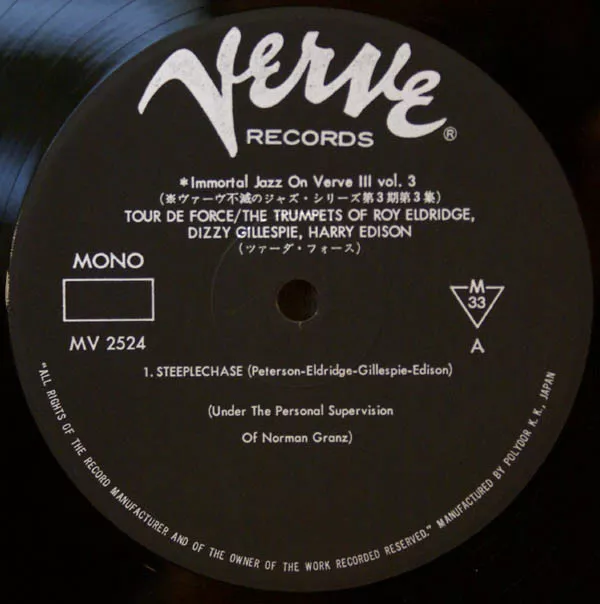 Verve
RECORDS ®
*Immortal Jazz On Verve III vol. 3
(※ヴァーヴ不滅のジャズ・シリーズ第3期第3集)
TOUR DE FORCE/THE TRUMPETS OF ROY ELDRIDGE,
DIZZY GILLESPIE, HARRY EDISON
(ツァーダ・フォース)
MONO
MV 2524
M
33
A
1. STEEPLECHASE (Peterson-Eldridge-Gillespie-Edison)
(Under The Personal Supervision
Of Norman Granz)
"ALL RIGHTS OF THE RECORD MANUFACTURER AND OF THE OWNER OF THE WORK RECORDED RESERVED." MANUFACTURED BY POLYDOR K.K. JAPAN